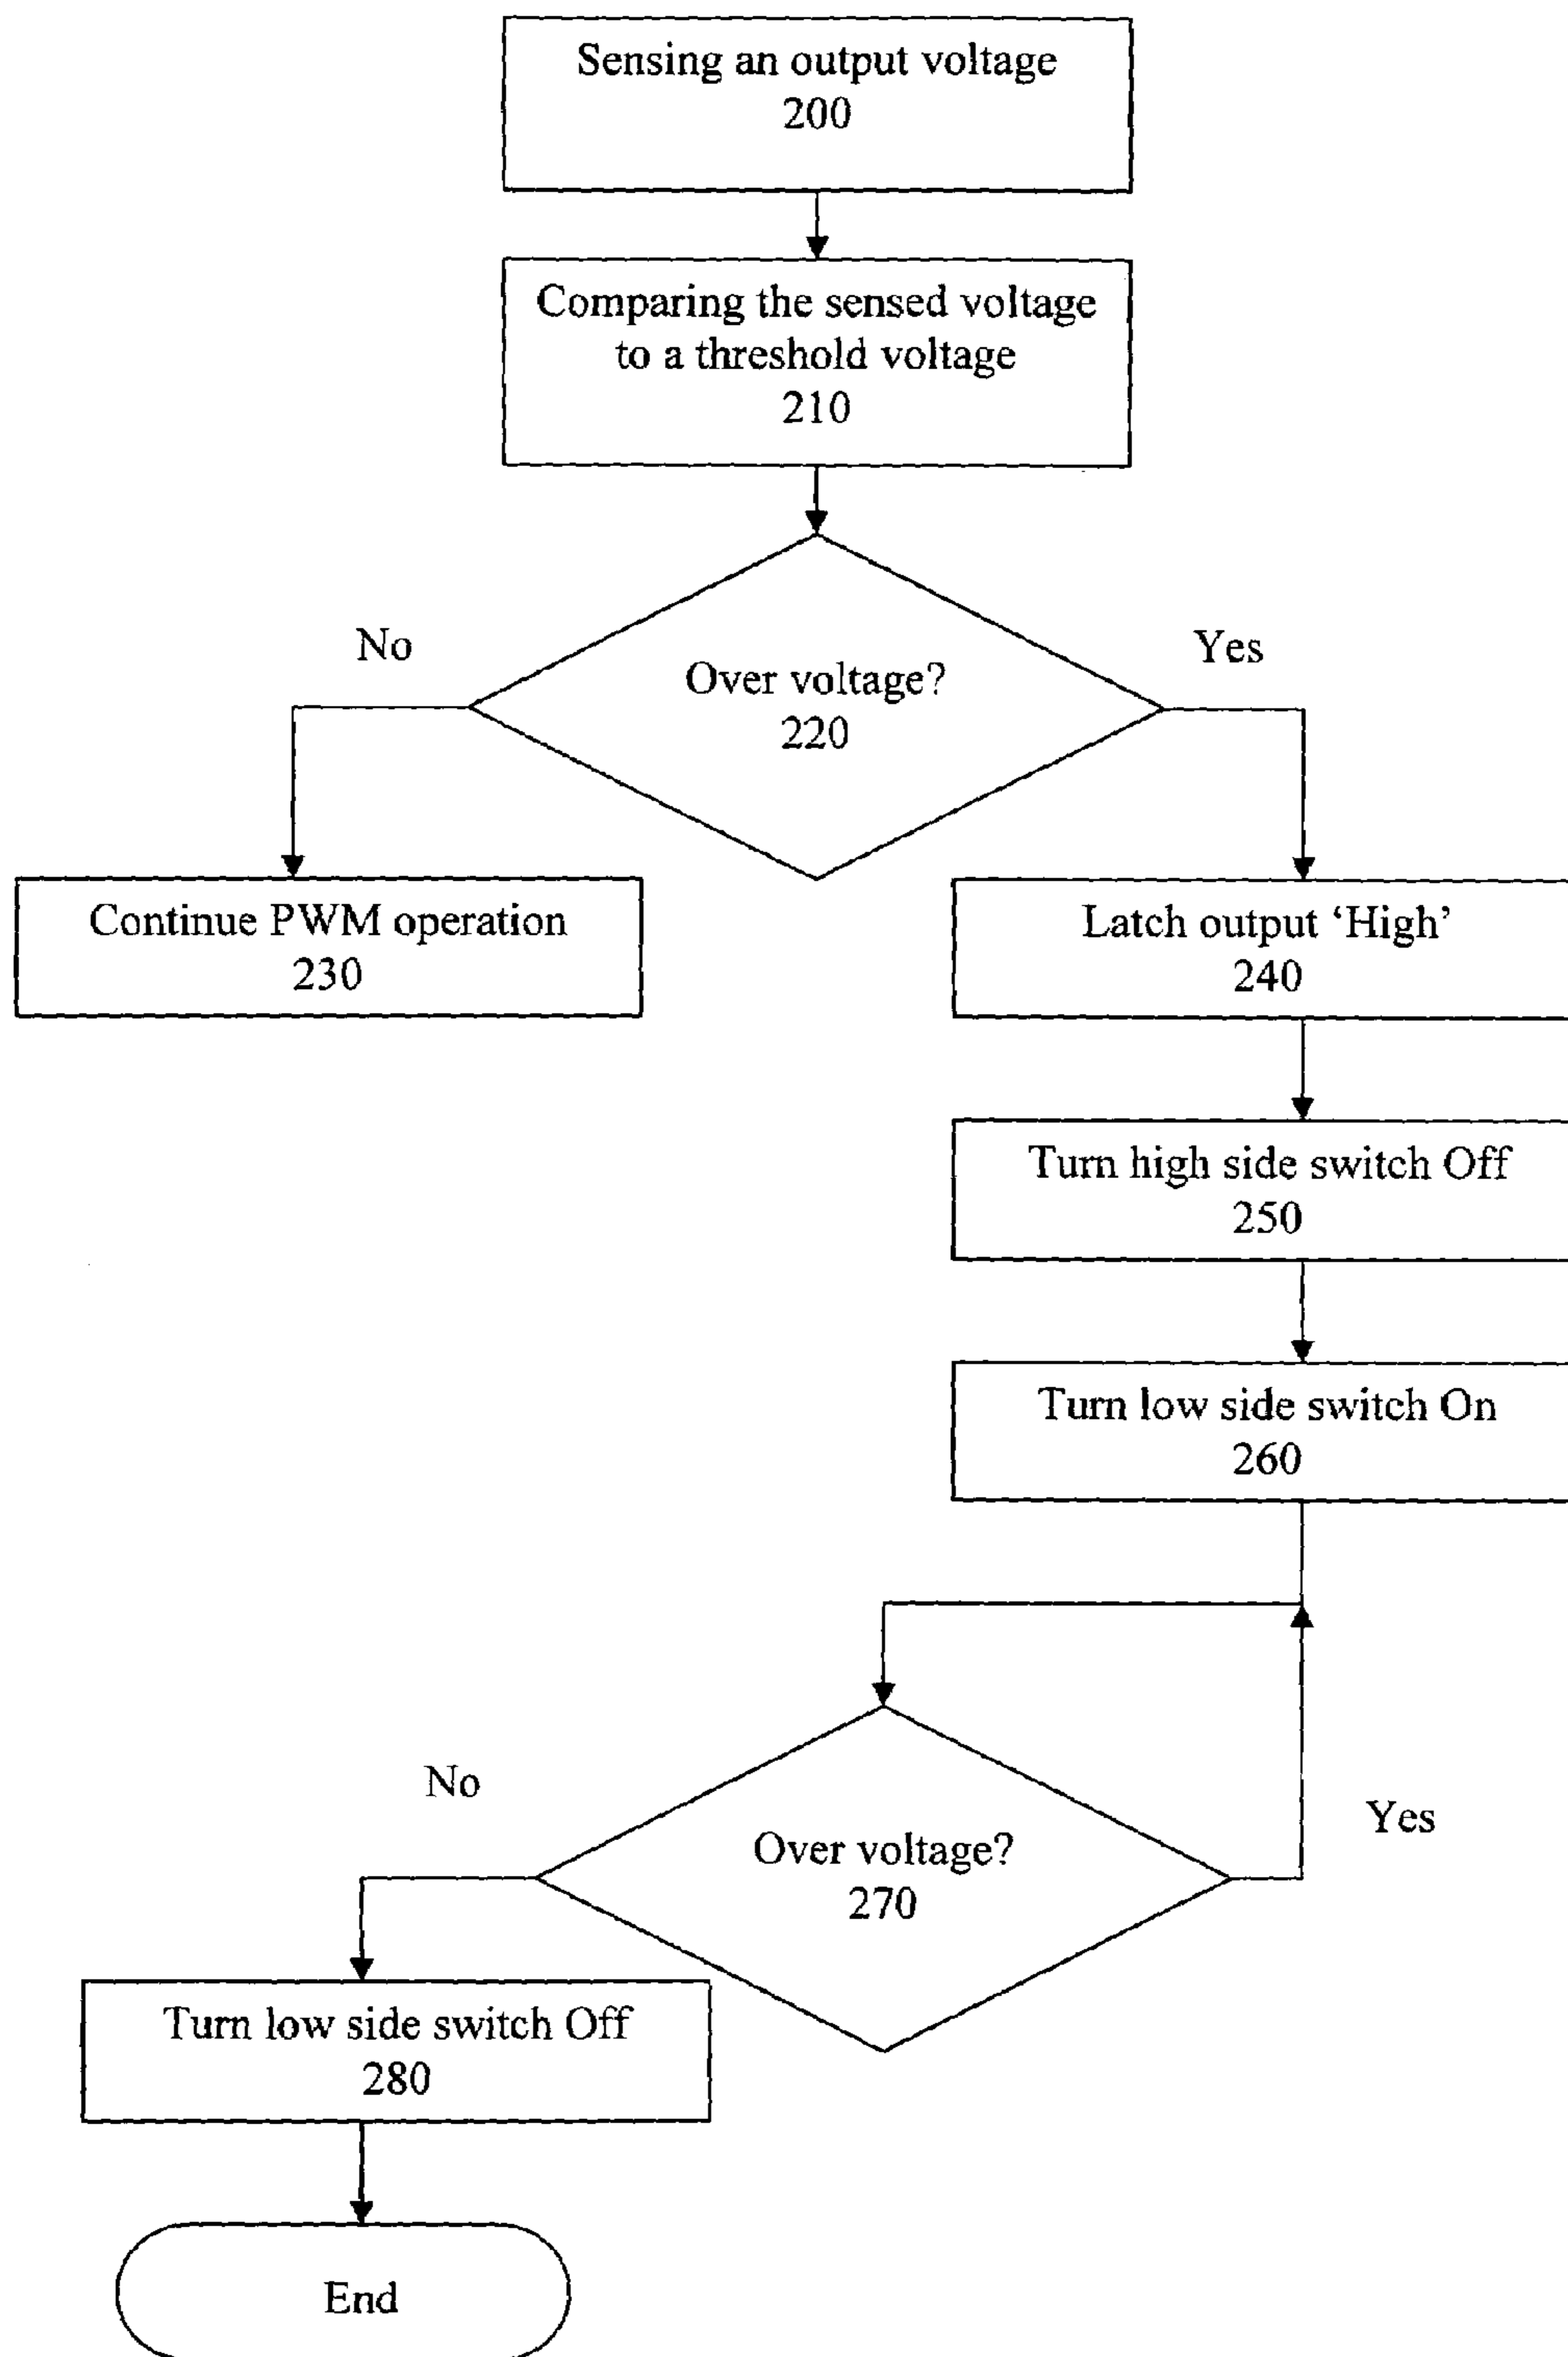 Sensing an output voltage
200
Comparing the sensed voltage
to a threshold voltage
210
No
Yes
Over voltage?
220
Continue PWM operation
230
Latch output ‘High’
240
Turn high side switch Off
250
Turn low side switch On
260
No
Yes
Over voltage?
270
Turn low side switch Off
280
End